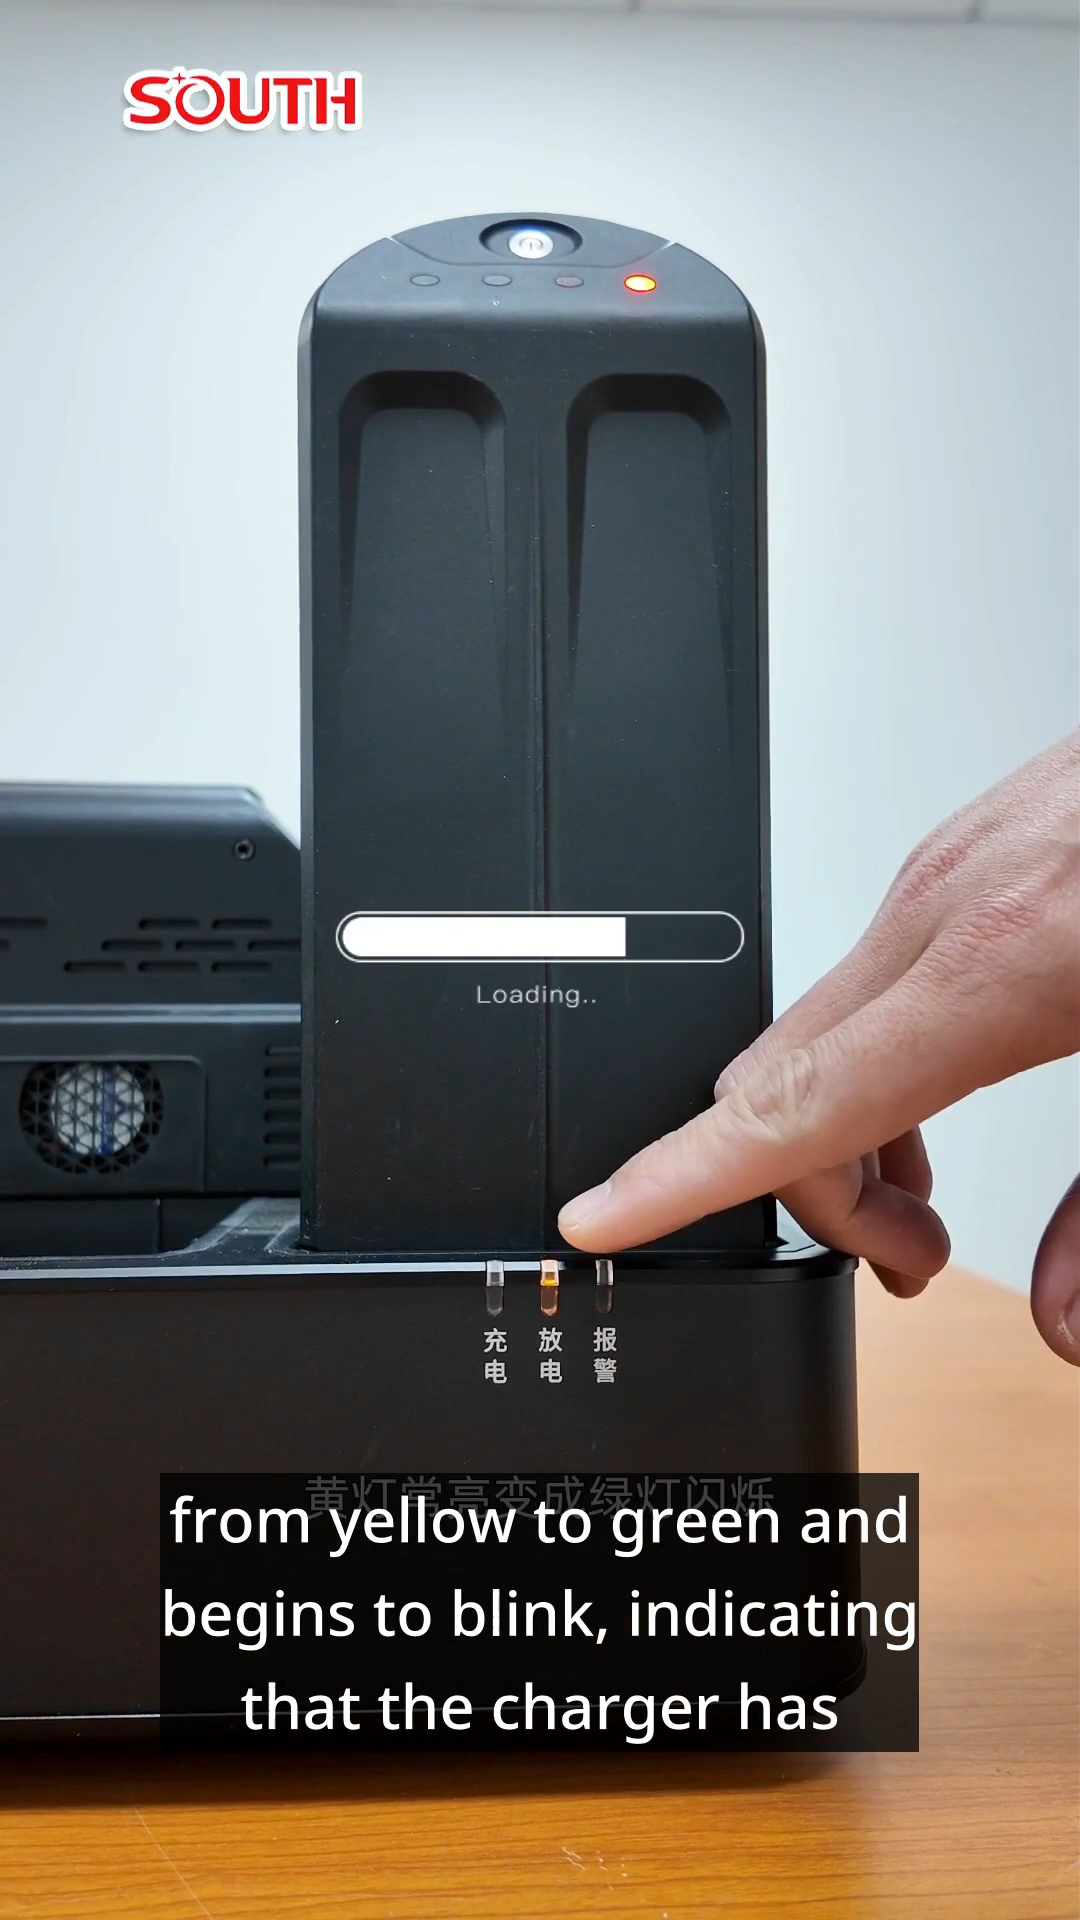 SOUTH
Loading..
充电
放电
报警
黄灯常亮变成绿灯闪烁
from yellow to green and
begins to blink, indicating
that the charger has